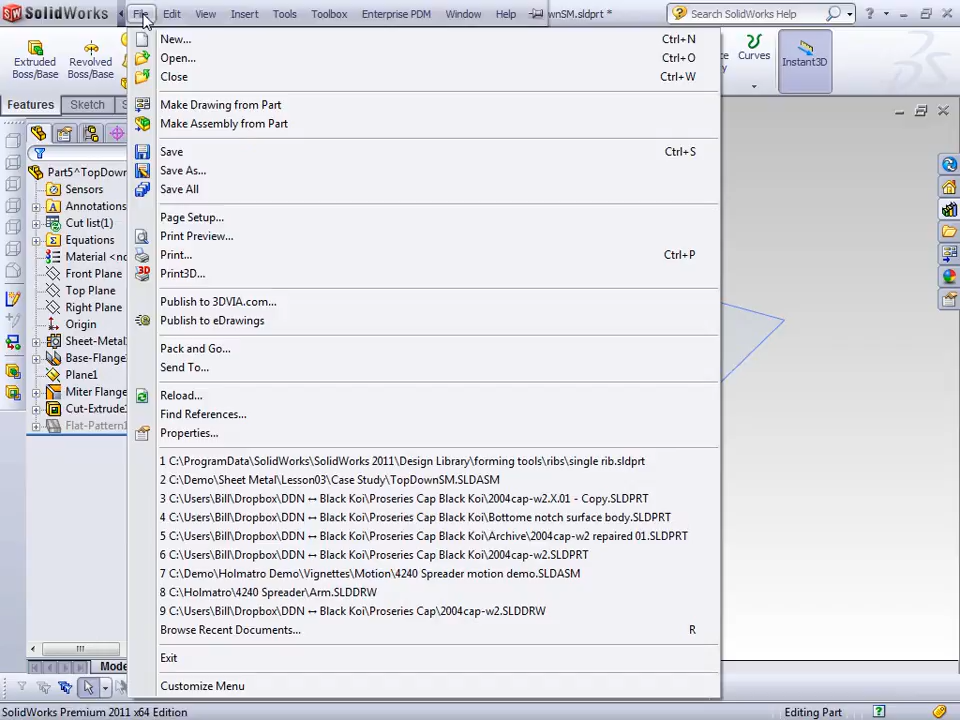 SolidWorks File Edit View Insert Tools Toolbox Enterprise PDM Window Help wnSM.sldprt * Search SolidWorks Help
Extruded Boss/Base
Revolved Boss/Base
Curves
Instant3D
Features Sketch
New... Ctrl+N
Open... Ctrl+O
Close Ctrl+W
Make Drawing from Part
Make Assembly from Part
Save Ctrl+S
Save As...
Save All
Page Setup...
Print Preview...
Print... Ctrl+P
Print3D...
Publish to 3DVIA.com...
Publish to eDrawings
Pack and Go...
Send To...
Reload...
Find References...
Properties...
1 C:\ProgramData\SolidWorks\SolidWorks 2011\Design Library\forming tools\ribs\single rib.sldprt
2 C:\Demo\Sheet Metal\Lesson03\Case Study\TopDownSM.SLDASM
3 C:\Users\Bill\Dropbox\DDN ↔ Black Koi\Proseries Cap Black Koi\2004cap-w2.X.01 - Copy.SLDPRT
4 C:\Users\Bill\Dropbox\DDN ↔ Black Koi\Proseries Cap Black Koi\Bottome notch surface body.SLDPRT
5 C:\Users\Bill\Dropbox\DDN ↔ Black Koi\Proseries Cap Black Koi\Archive\2004cap-w2 repaired 01.SLDPRT
6 C:\Users\Bill\Dropbox\DDN ↔ Black Koi\Proseries Cap Black Koi\2004cap-w2.SLDPRT
7 C:\Demo\Holmatro Demo\Vignettes\Motion\4240 Spreader motion demo.SLDASM
8 C:\Holmatro\4240 Spreader\Arm.SLDDRW
9 C:\Users\Bill\Dropbox\DDN ↔ Black Koi\Proseries Cap\2004cap-w2.SLDDRW
Browse Recent Documents... R
Exit
Customize Menu
Part5^TopDown
Sensors
Annotations
Cut list(1)
Equations
Material <no
Front Plane
Top Plane
Right Plane
Origin
Sheet-Metal
Base-Flange
Plane1
Miter Flange
Cut-Extrude1
Flat-Pattern1
Mode
SolidWorks Premium 2011 x64 Edition Editing Part